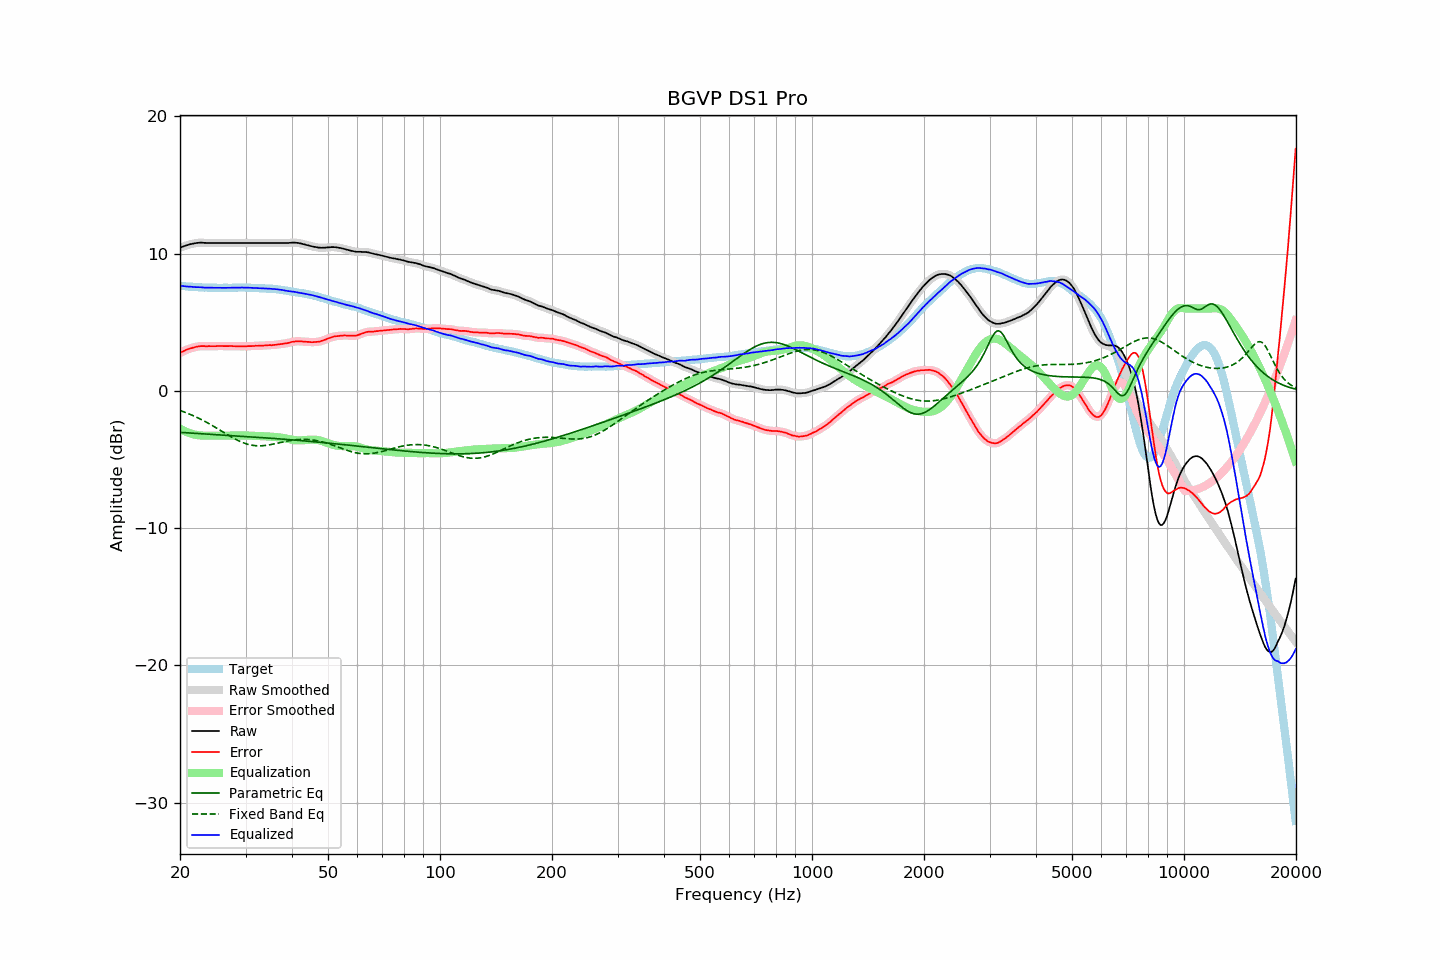 BGVP DS1 Pro
20
10
0
−10
−20
−30
Amplitude (dBr)
Target
Raw Smoothed
Error Smoothed
Raw
Error
Equalization
Parametric Eq
Fixed Band Eq
Equalized
20 50 100 200 500 1000 2000 5000 10000 20000
Frequency (Hz)